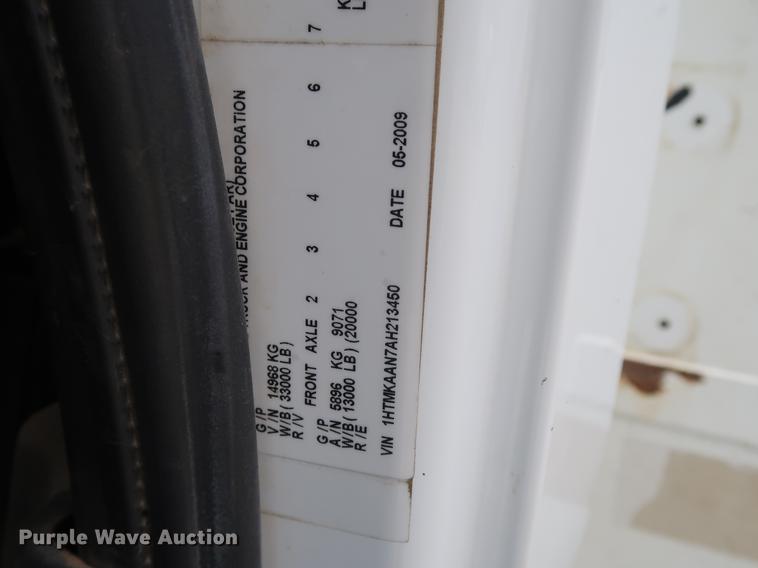 TRUCK AND ENGINE CORPORATION
G/P
V/N 14968 KG
W/B( 33000 LB)
R/V
FRONT AXLE 2 3 4 5 6 7
G/P
A/N 5896 KG 9071
W/B( 13000 LB)(20000
R/E
VIN 1HTMKAAN7AH213450 DATE 05-2009
Purple Wave Auction